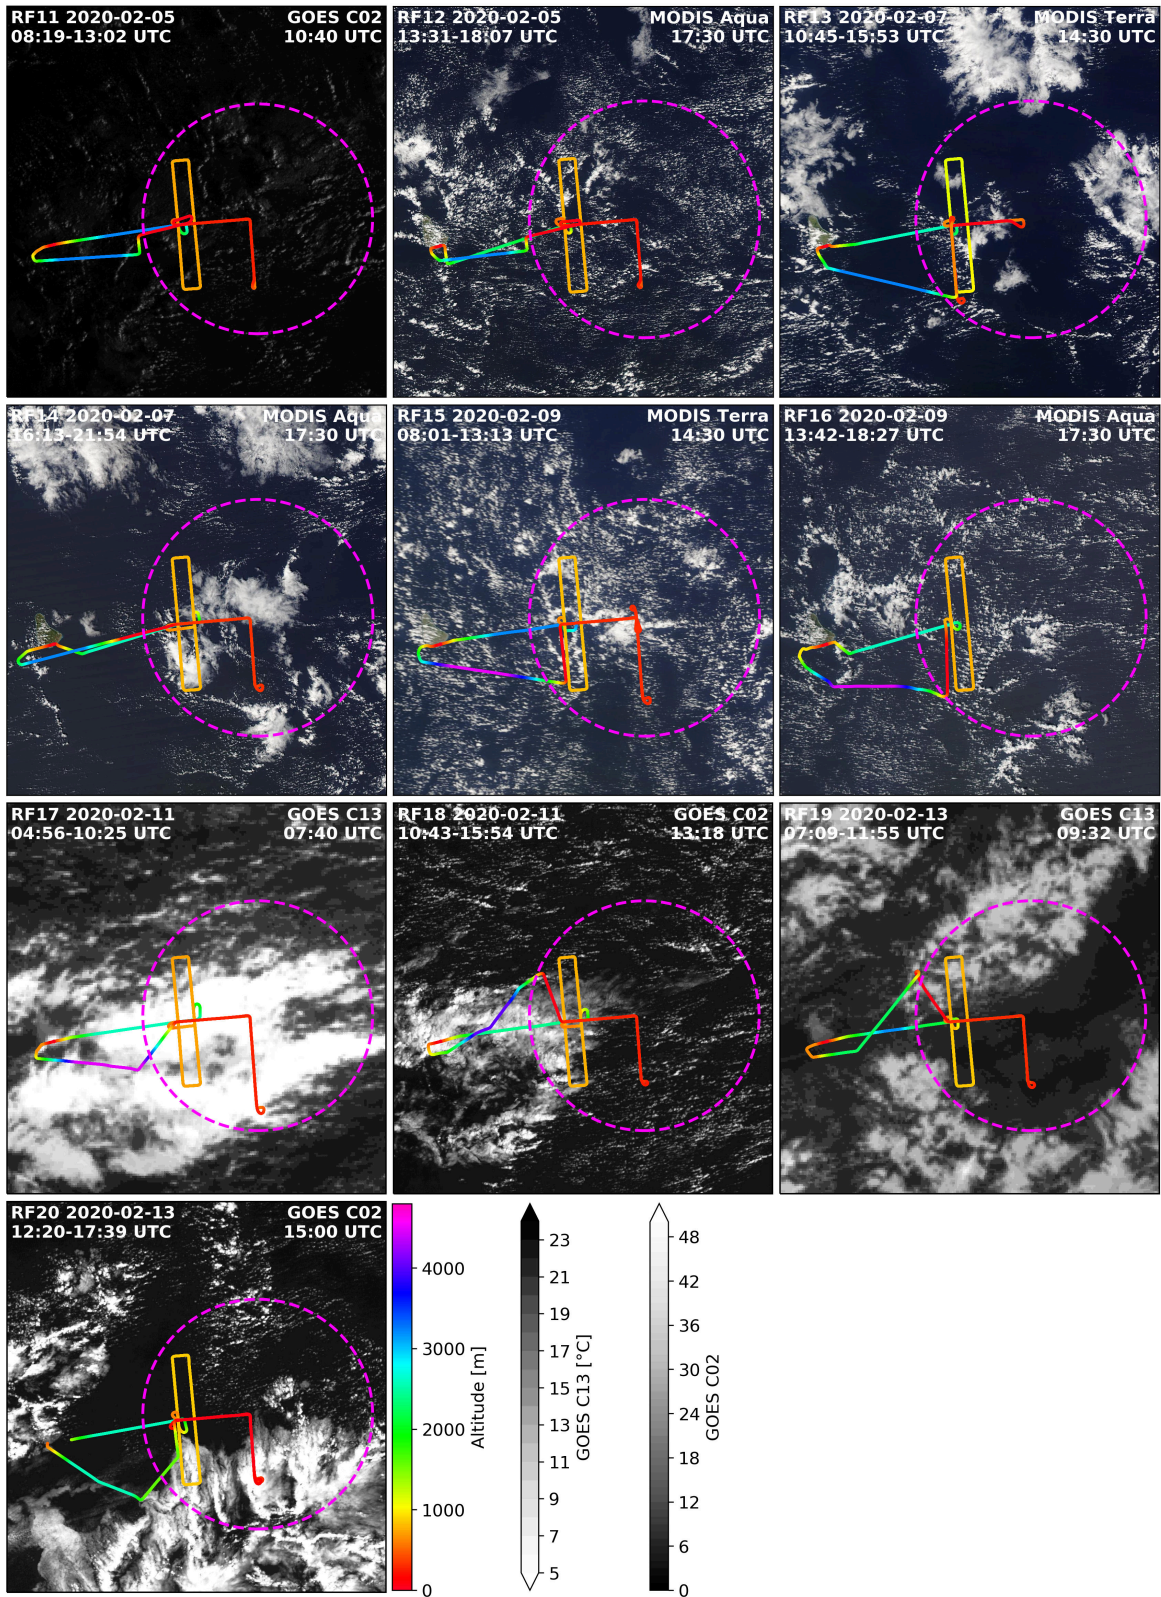 RF11 2020-02-05 GOES C02
08:19-13:02 UTC 10:40 UTC
RF12 2020-02-05 MODIS Aqua
13:31-18:07 UTC 17:30 UTC
RF13 2020-02-07 MODIS Terra
10:45-15:53 UTC 14:30 UTC
RF14 2020-02-07 MODIS Aqua
16:13-21:54 UTC 17:30 UTC
RF15 2020-02-09 MODIS Terra
08:01-13:13 UTC 14:30 UTC
RF16 2020-02-09 MODIS Aqua
13:42-18:27 UTC 17:30 UTC
RF17 2020-02-11 GOES C13
04:56-10:25 UTC 07:40 UTC
RF18 2020-02-11 GOES C02
10:43-15:54 UTC 13:18 UTC
RF19 2020-02-13 GOES C13
07:09-11:55 UTC 09:32 UTC
RF20 2020-02-13 GOES C02
12:20-17:39 UTC 15:00 UTC
4000
3000
2000
1000
0
Altitude [m]
23
21
19
17
15
13
11
9
7
5
GOES C13 [°C]
48
42
36
30
24
18
12
6
0
GOES C02